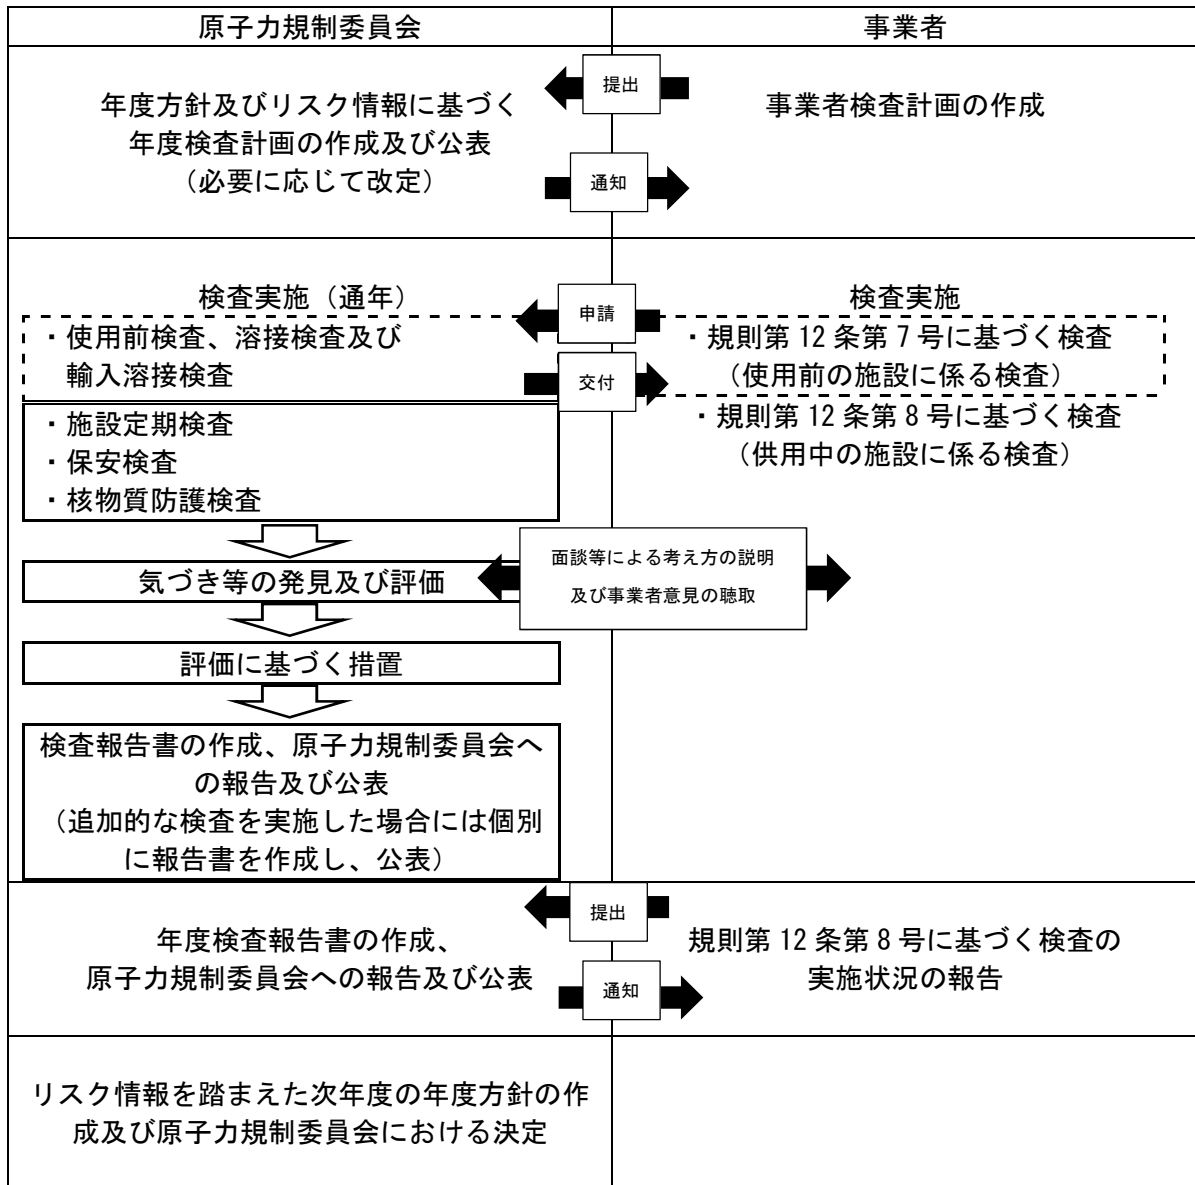 原子力規制委員会
事業者
年度方針及びリスク情報に基づく
年度検査計画の作成及び公表
（必要に応じて改定）
提出
通知
事業者検査計画の作成
検査実施（通年）
・使用前検査、溶接検査及び
輸入溶接検査
・施設定期検査
・保安検査
・核物質防護検査
申請
交付
検査実施
・規則第 12 条第 7 号に基づく検査
（使用前の施設に係る検査）
・規則第 12 条第 8 号に基づく検査
（供用中の施設に係る検査）
気づき等の発見及び評価
面談等による考え方の説明
及び事業者意見の聴取
評価に基づく措置
検査報告書の作成、原子力規制委員会へ
の報告及び公表
（追加的な検査を実施した場合には個別
に報告書を作成し、公表）
年度検査報告書の作成、
原子力規制委員会への報告及び公表
提出
通知
規則第 12 条第 8 号に基づく検査の
実施状況の報告
リスク情報を踏まえた次年度の年度方針の作
成及び原子力規制委員会における決定